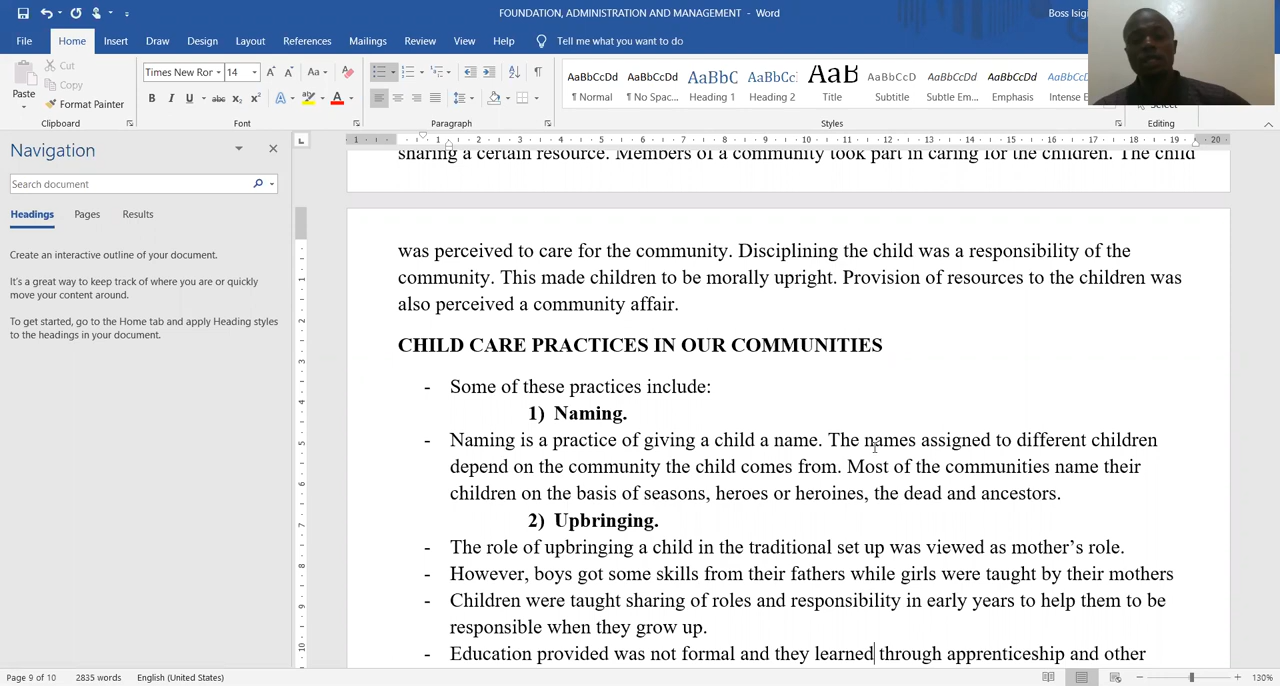 FOUNDATION, ADMINISTRATION AND MANAGEMENT - Word
Boss Isig
File Home Insert Draw Design Layout References Mailings Review View Help Tell me what you want to do
Paste
Cut
Copy
Format Painter
Clipboard
Times New Ror 14
Font
Paragraph
AaBbCcDd AaBbCcDd AaBbC AaBbCcD AaB AaBbCcD AaBbCcDd AaBbCcDd AaBbCcDd
¶ Normal ¶ No Spac... Heading 1 Heading 2 Title Subtitle Subtle Em... Emphasis Intense E
Styles
Select
Editing
Navigation
Search document
Headings Pages Results
Create an interactive outline of your document.
It's a great way to keep track of where you are or quickly
move your content around.
To get started, go to the Home tab and apply Heading styles
to the headings in your document.
sharing a certain resource. Members of a community took part in caring for the children. The child
was perceived to care for the community. Disciplining the child was a responsibility of the
community. This made children to be morally upright. Provision of resources to the children was
also perceived a community affair.
CHILD CARE PRACTICES IN OUR COMMUNITIES
- Some of these practices include:
1) Naming.
- Naming is a practice of giving a child a name. The names assigned to different children
depend on the community the child comes from. Most of the communities name their
children on the basis of seasons, heroes or heroines, the dead and ancestors.
2) Upbringing.
- The role of upbringing a child in the traditional set up was viewed as mother's role.
- However, boys got some skills from their fathers while girls were taught by their mothers
- Children were taught sharing of roles and responsibility in early years to help them to be
responsible when they grow up.
- Education provided was not formal and they learned through apprenticeship and other
Page 9 of 10 2835 words English (United States) 130%